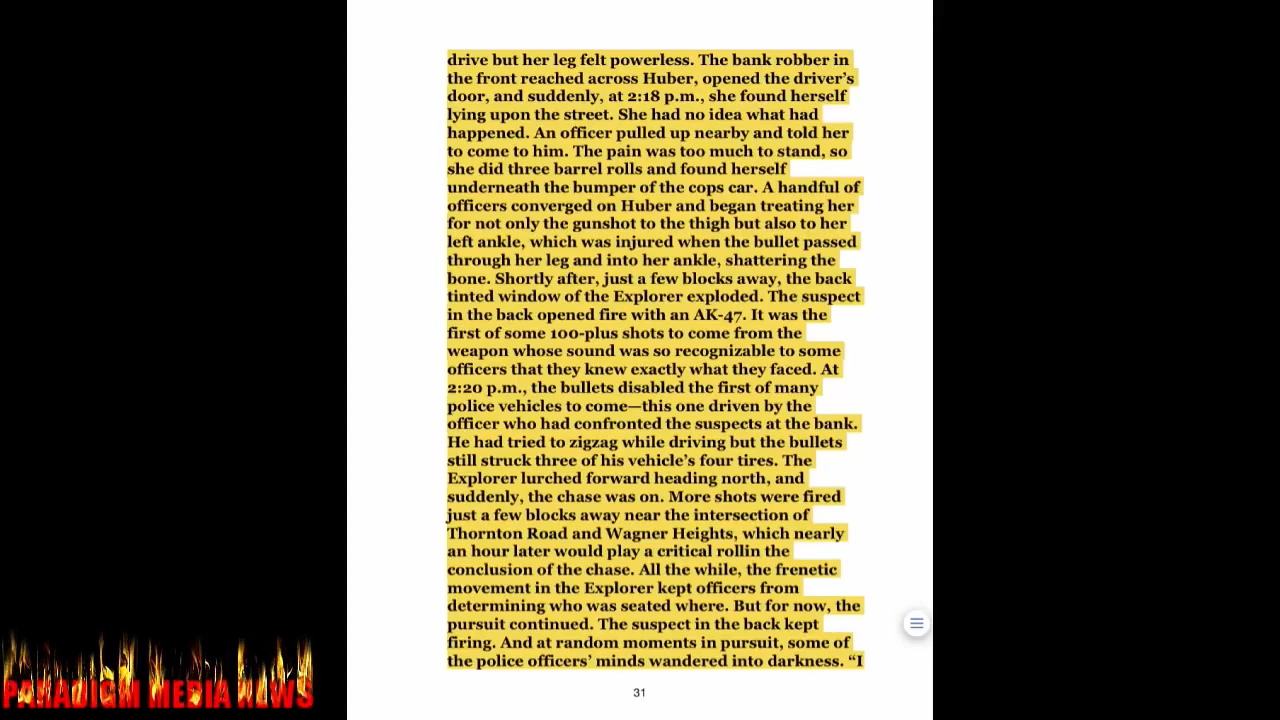 drive but her leg felt powerless. The bank robber in
the front reached across Huber, opened the driver's
door, and suddenly, at 2:18 p.m., she found herself
lying upon the street. She had no idea what had
happened. An officer pulled up nearby and told her
to come to him. The pain was too much to stand, so
she did three barrel rolls and found herself
underneath the bumper of the cops car. A handful of
officers converged on Huber and began treating her
for not only the gunshot to the thigh but also to her
left ankle, which was injured when the bullet passed
through her leg and into her ankle, shattering the
bone. Shortly after, just a few blocks away, the back
tinted window of the Explorer exploded. The suspect
in the back opened fire with an AK-47. It was the
first of some 100-plus shots to come from the
weapon whose sound was so recognizable to some
officers that they knew exactly what they faced. At
2:20 p.m., the bullets disabled the first of many
police vehicles to come—this one driven by the
officer who had confronted the suspects at the bank.
He had tried to zigzag while driving but the bullets
still struck three of his vehicle's four tires. The
Explorer lurched forward heading north, and
suddenly, the chase was on. More shots were fired
just a few blocks away near the intersection of
Thornton Road and Wagner Heights, which nearly
an hour later would play a critical rollin the
conclusion of the chase. All the while, the frenetic
movement in the Explorer kept officers from
determining who was seated where. But for now, the
pursuit continued. The suspect in the back kept
firing. And at random moments in pursuit, some of
the police officers' minds wandered into darkness. “I
31
PARADIGM MEDIA NEWS